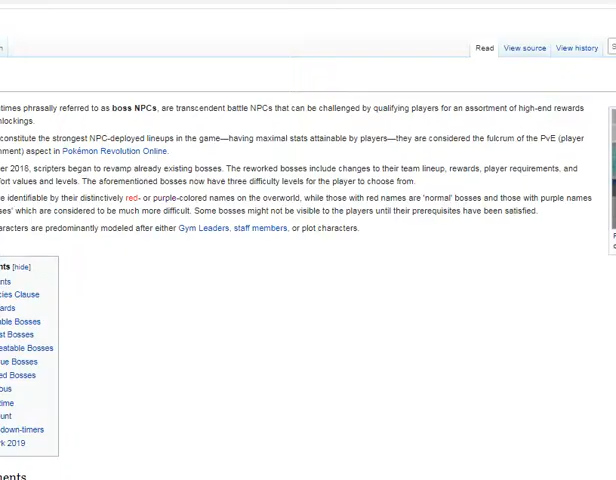 Read View source View history
times phrasally referred to as boss NPCs, are transcendent battle NPCs that can be challenged by qualifying players for an assortment of high-end rewards
nlockings.
constitute the strongest NPC-deployed lineups in the game—having maximal stats attainable by players—they are considered the fulcrum of the PvE (player
nment) aspect in Pokémon Revolution Online.
er 2018, scripters began to revamp already existing bosses. The reworked bosses include changes to their team lineup, rewards, player requirements, and
fort values and levels. The aforementioned bosses now have three difficulty levels for the player to choose from.
e identifiable by their distinctively red- or purple-colored names on the overworld, while those with red names are 'normal' bosses and those with purple names
ses' which are considered to be much more difficult. Some bosses might not be visible to the players until their prerequisites have been satisfied.
aracters are predominantly modeled after either Gym Leaders, staff members, or plot characters.
nts [hide]
nts
cies Clause
ards
able Bosses
st Bosses
eatable Bosses
ue Bosses
ed Bosses
ous
time
unt
down-timers
rk 2019
ments